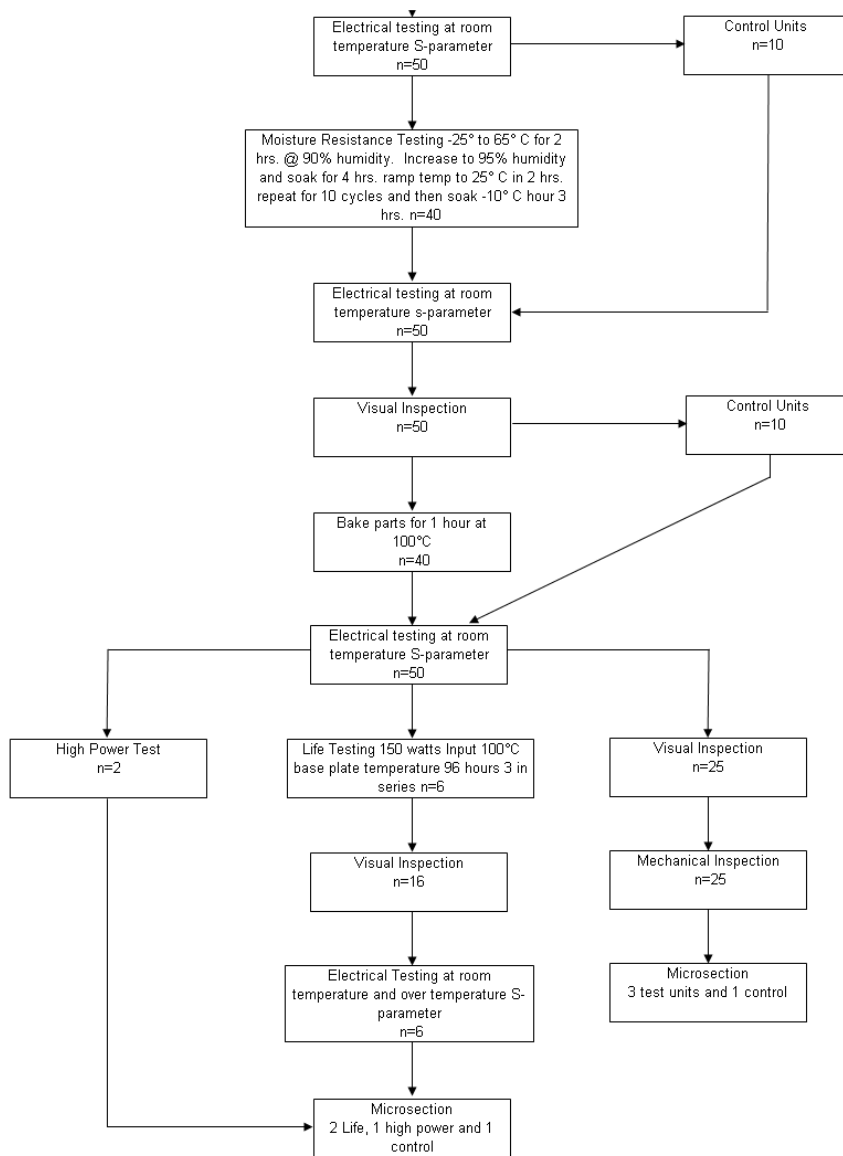 Electrical testing at room
temperature S-parameter
n=50
Control Units
n=10
Moisture Resistance Testing -25° to 65° C for 2
hrs. @ 90% humidity. Increase to 95% humidity
and soak for 4 hrs. ramp temp to 25° C in 2 hrs.
repeat for 10 cycles and then soak -10° C hour 3
hrs. n=40
Electrical testing at room
temperature s-parameter
n=50
Visual Inspection
n=50
Control Units
n=10
Bake parts for 1 hour at
100°C
n=40
Electrical testing at room
temperature S-parameter
n=50
High Power Test
n=2
Life Testing 150 watts Input 100°C
base plate temperature 96 hours 3 in
series n=6
Visual Inspection
n=25
Visual Inspection
n=16
Mechanical Inspection
n=25
Electrical Testing at room
temperature and over temperature S-
parameter
n=6
Microsection
3 test units and 1 control
Microsection
2 Life, 1 high power and 1
control